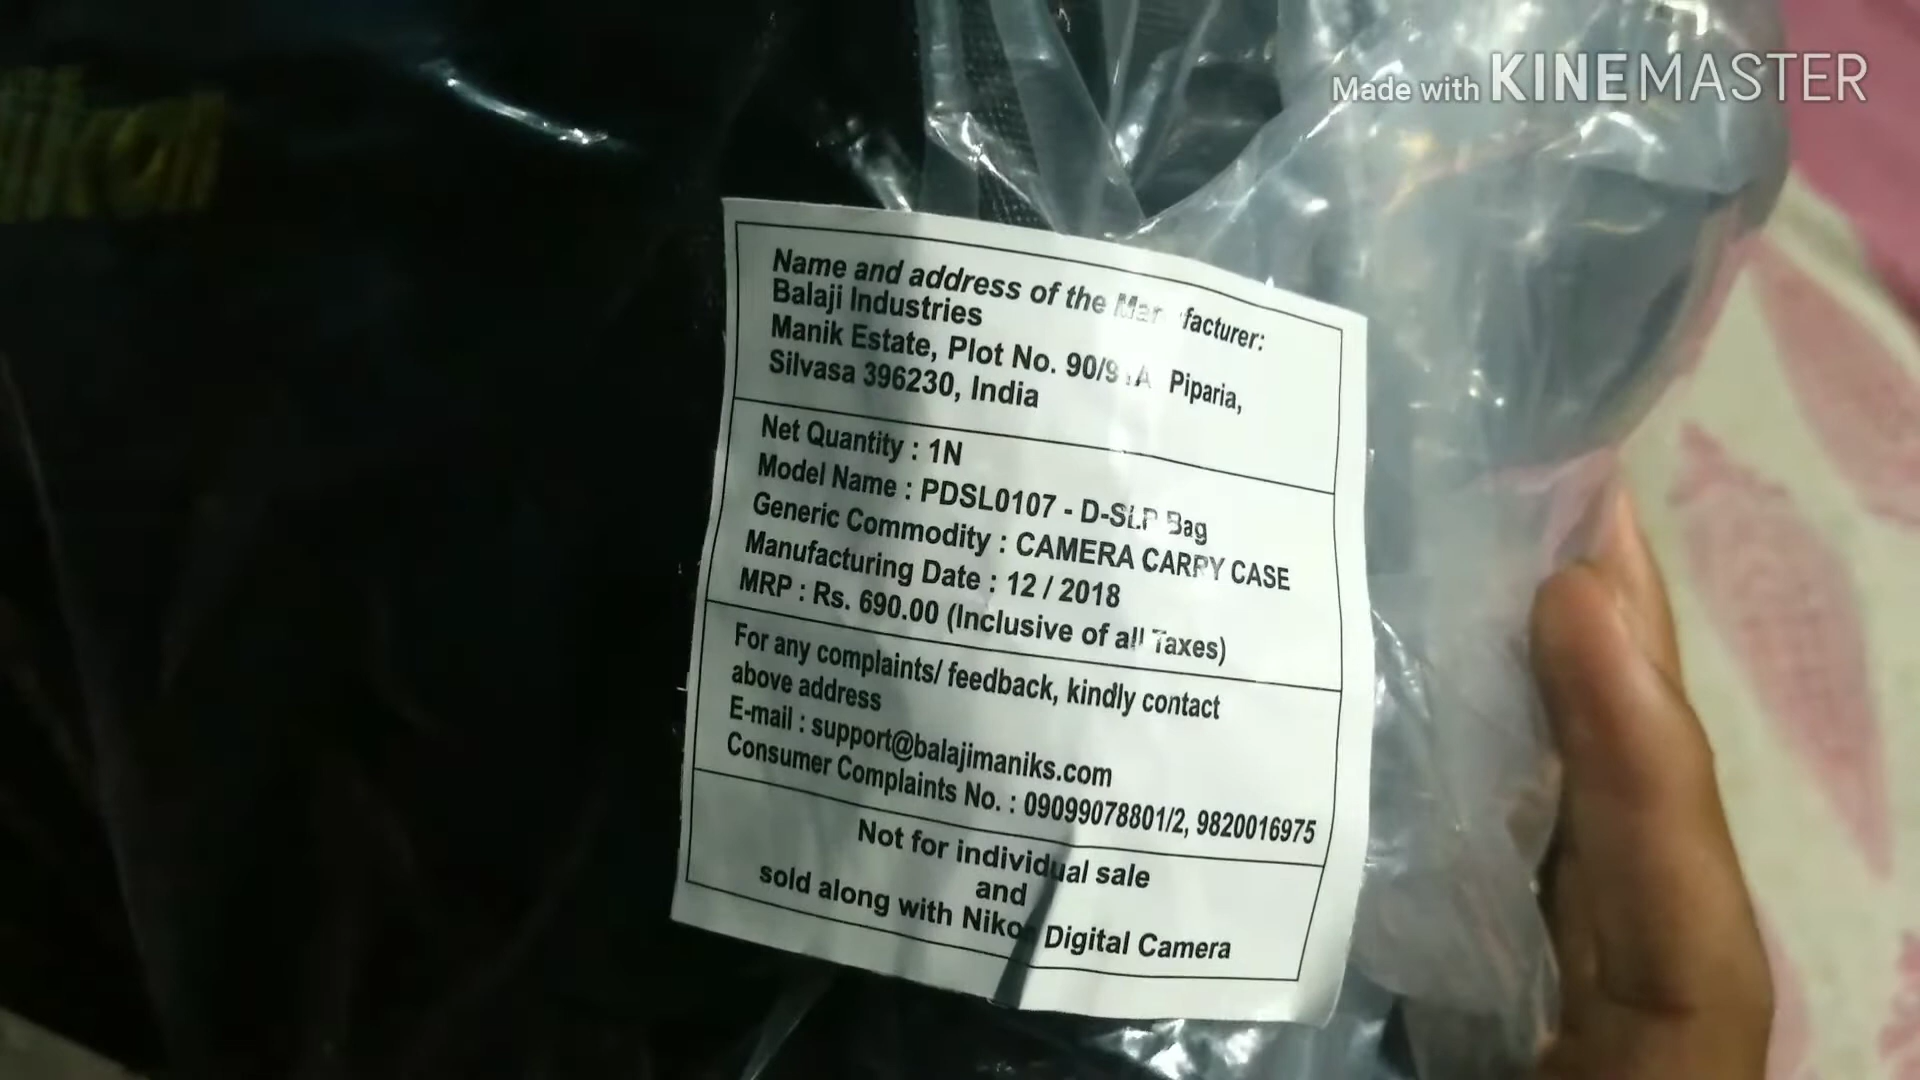 Made with KINEMASTER
Name and address of the Manufacturer:
Balaji Industries
Manik Estate, Plot No. Piparia,
Silvasa 396230, India
Net Quantity : 1N
Model Name : PDSL0107 - D-SLR Bag
Generic Commodity : CAMERA CARRY CASE
Manufacturing Date : 12 / 2018
MRP : Rs. 690.00 (Inclusive of all Taxes)
For any complaints/ feedback, kindly contact
above address
E-mail : support@balajimaniks.com
Consumer Complaints No. : 09099078801/2, 9820016975
Not for individual sale
and
sold along with Nikon Digital Camera